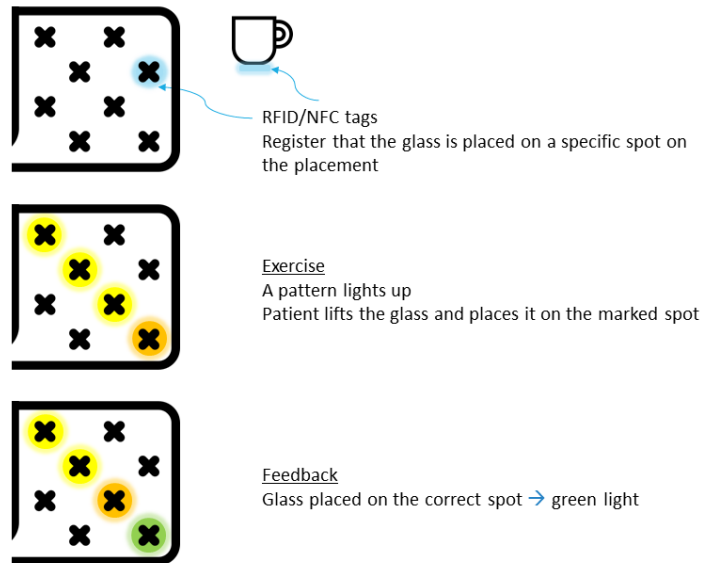 RFID/NFC tags
Register that the glass is placed on a specific spot on
the placement
Exercise
A pattern lights up
Patient lifts the glass and places it on the marked spot
Feedback
Glass placed on the correct spot → green light